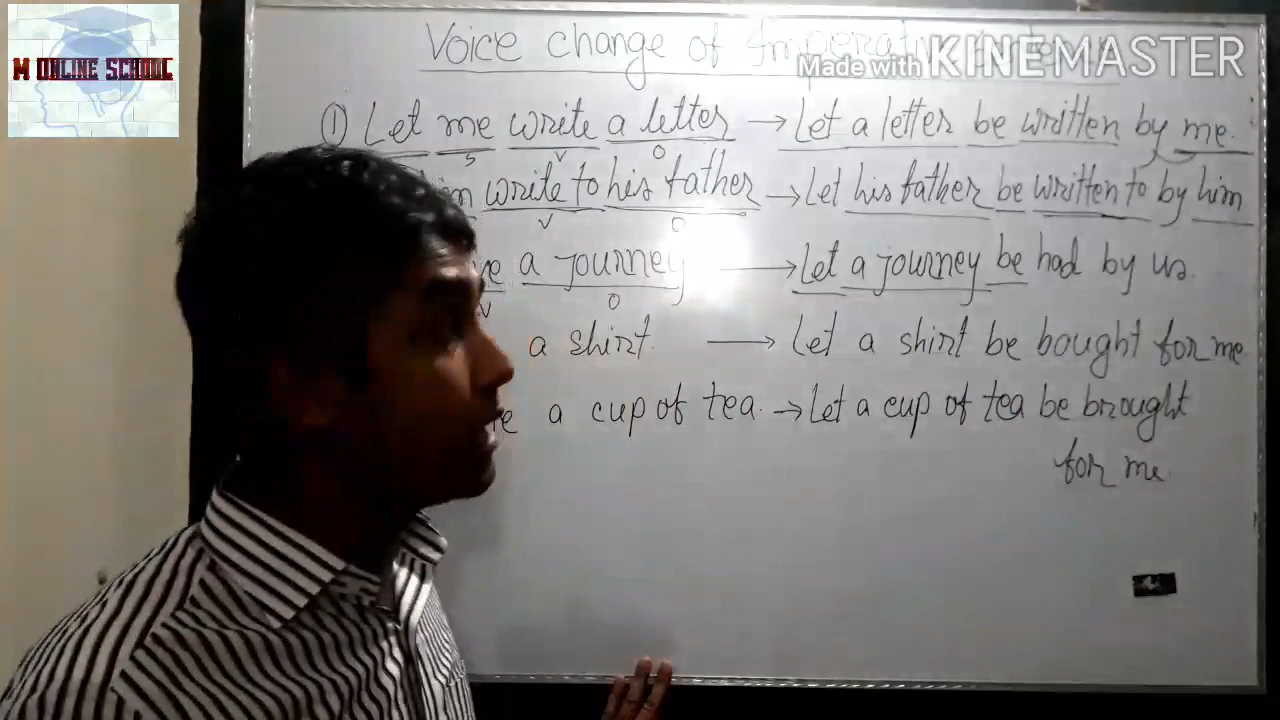 M ONLINE SCHOOL
Voice change of Imperati
Made with KINEMASTER
① Let me write a letter → Let a letter be written by me.
S V O
write to his father → Let his father be written to by him
V O
a journey → Let a journey be had by us.
V O
a shirt. → Let a shirt be bought for me
a cup of tea. → Let a cup of tea be brought
for me